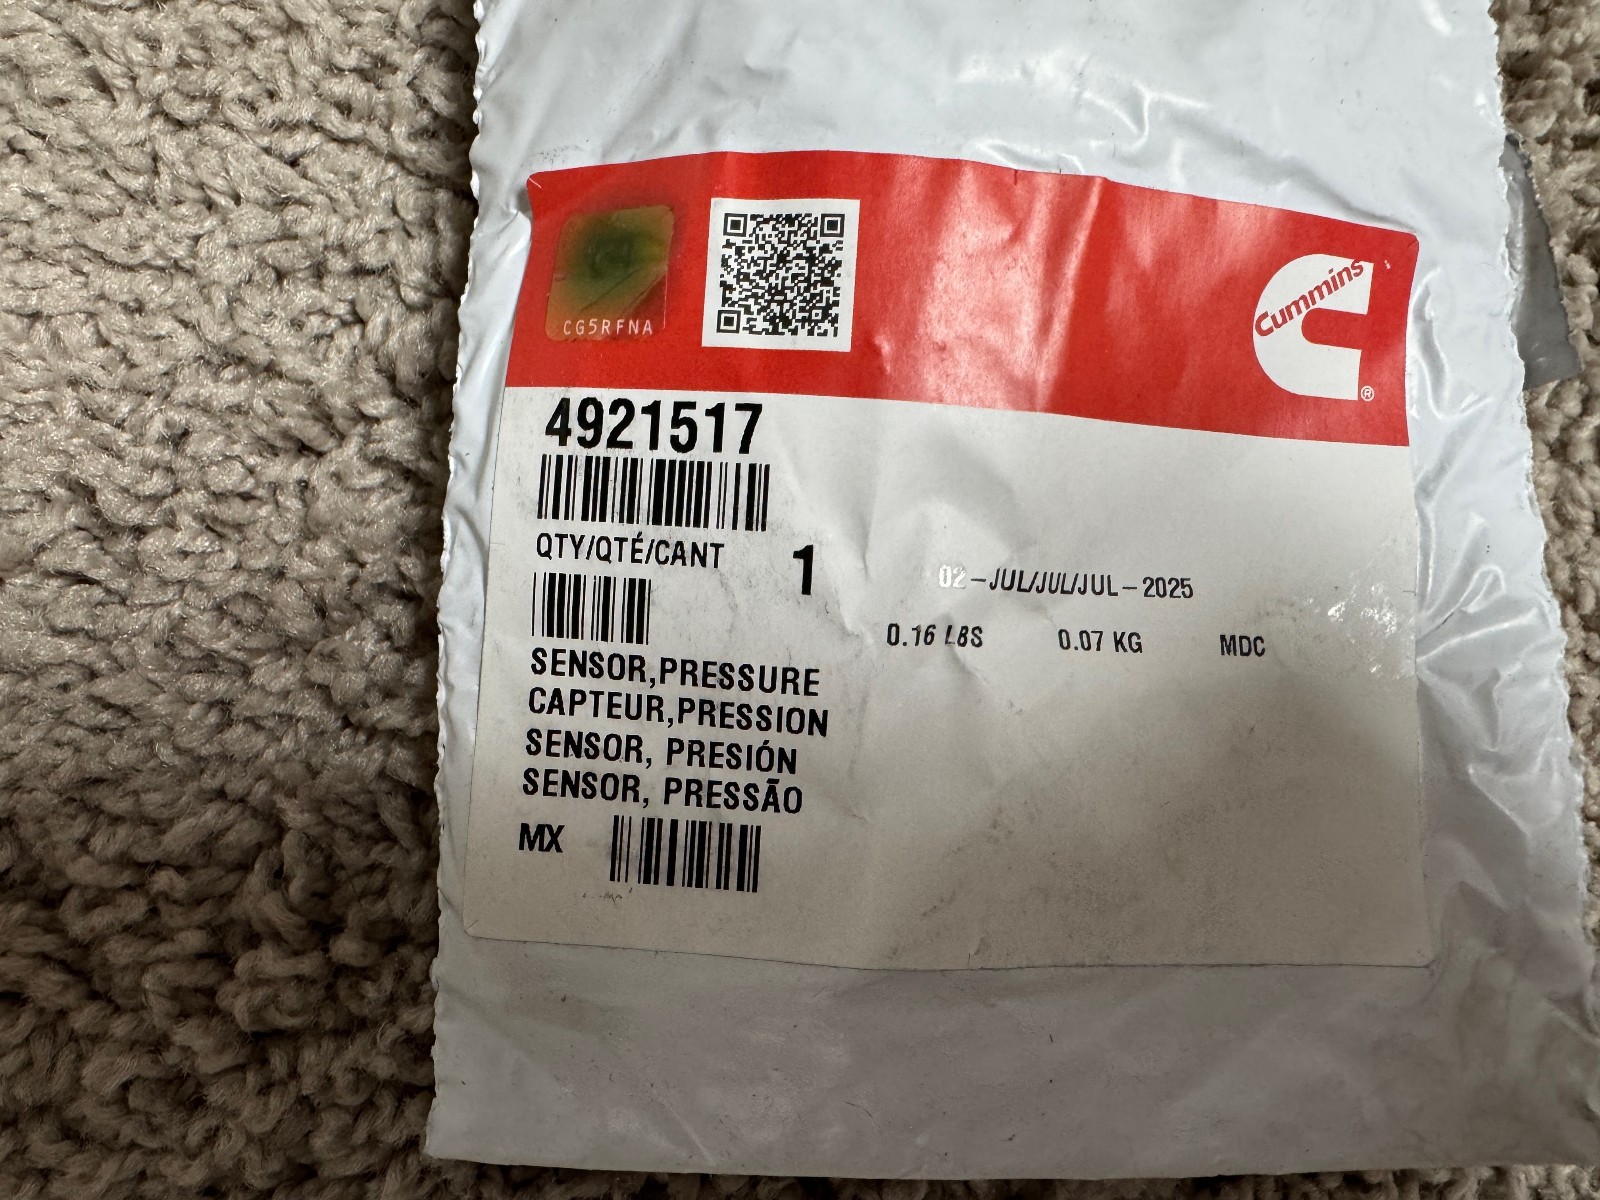 CG5RFNA
Cummins
®
4921517
QTY/QTÉ/CANT 1
02-JUL/JUL/JUL-2025
0.16 LBS 0.07 KG MDC
SENSOR,PRESSURE
CAPTEUR,PRESSION
SENSOR, PRESIÓN
SENSOR, PRESSÃO
MX